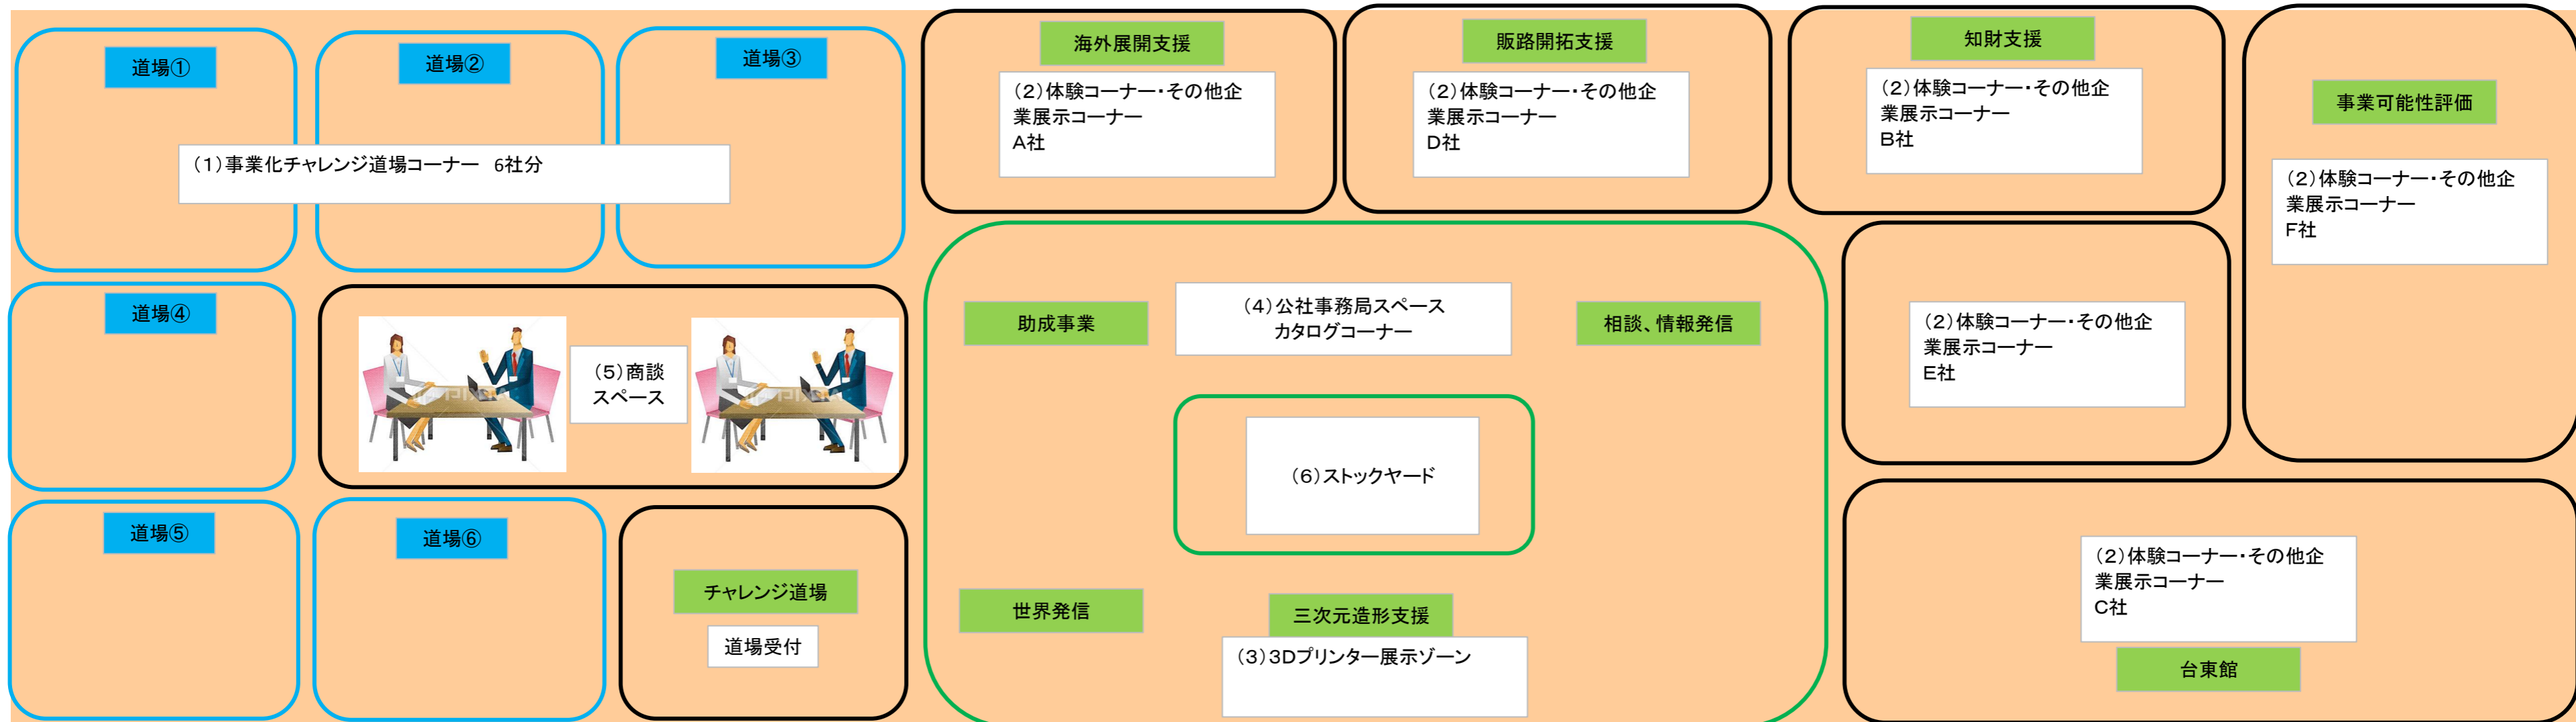 道場①
道場②
道場③
(1)事業化チャレンジ道場コーナー 6社分
道場④
(5)商談
スペース
道場⑤
道場⑥
チャレンジ道場
道場受付
海外展開支援
(2)体験コーナー・その他企
業展示コーナー
A社
販路開拓支援
(2)体験コーナー・その他企
業展示コーナー
D社
知財支援
(2)体験コーナー・その他企
業展示コーナー
B社
事業可能性評価
(2)体験コーナー・その他企
業展示コーナー
F社
助成事業
(4)公社事務局スペース
カタログコーナー
相談、情報発信
(2)体験コーナー・その他企
業展示コーナー
E社
(6)ストックヤード
世界発信
三次元造形支援
(3)3Dプリンター展示ゾーン
(2)体験コーナー・その他企
業展示コーナー
C社
台東館